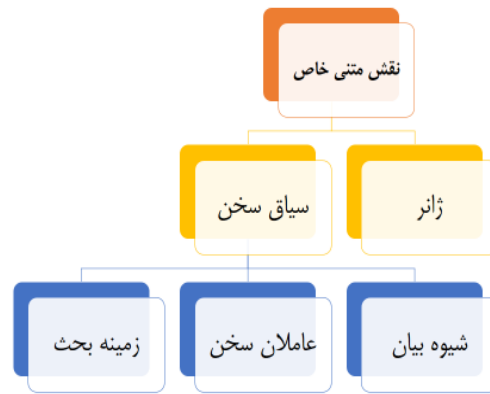 نقش متنی خاص
ژانر
سیاق سخن
شیوه بیان
عاملان سخن
زمینه بحث